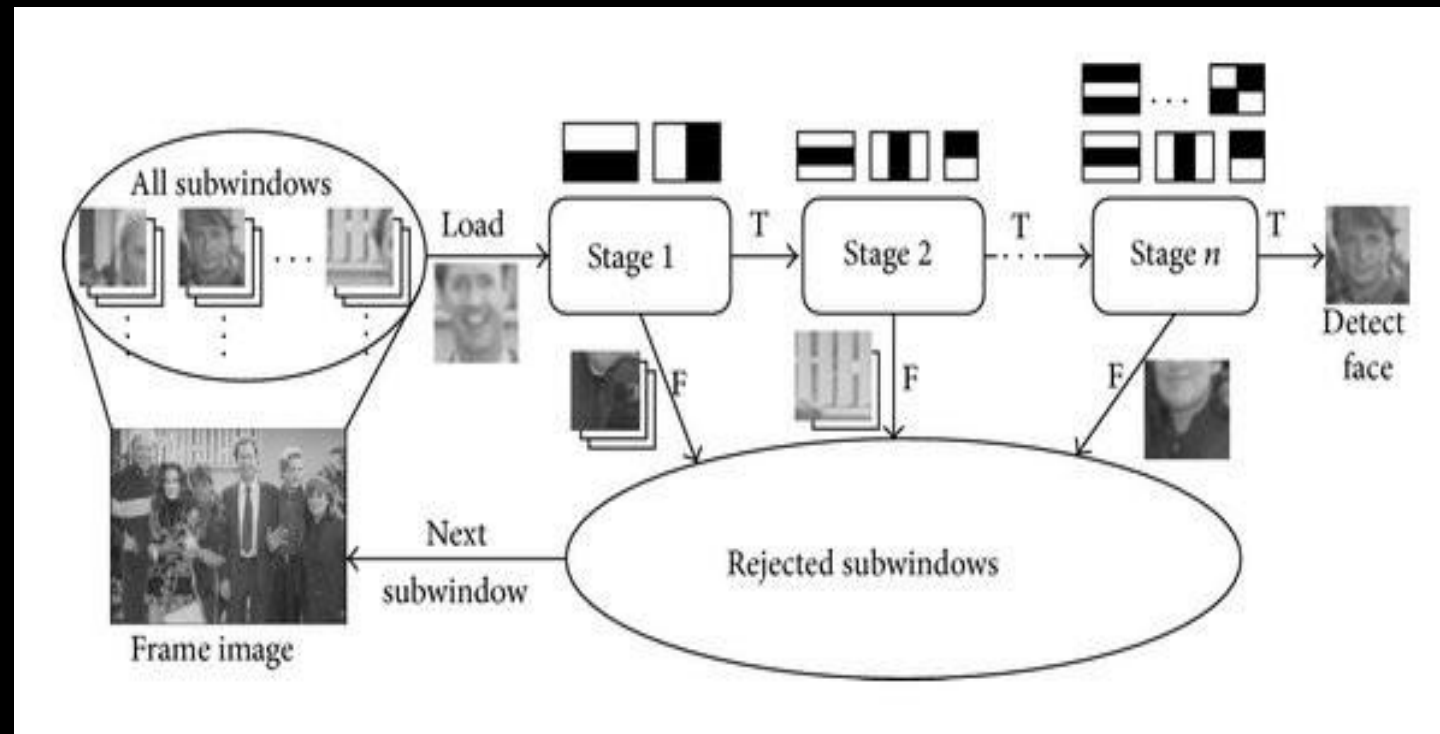 All subwindows
Load
Stage 1
T
Stage 2
T
Stage n
T
Detect
face
F
F
F
Next
subwindow
Rejected subwindows
Frame image